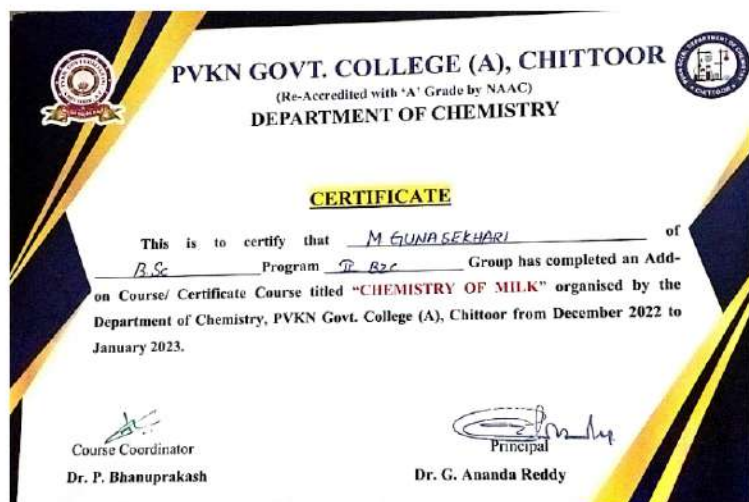 PVKN GOVT. COLLEGE (A), CHITTOOR
(Re-Accredited with ‘A’ Grade by NAAC)
DEPARTMENT OF CHEMISTRY
CERTIFICATE
This is to certify that M GUNASEKHARI of
B.Sc Program II BZC Group has completed an Add-
on Course/ Certificate Course titled “CHEMISTRY OF MILK” organised by the
Department of Chemistry, PVKN Govt. College (A), Chittoor from December 2022 to
January 2023.
Course Coordinator
Dr. P. Bhanuprakash
Principal
Dr. G. Ananda Reddy